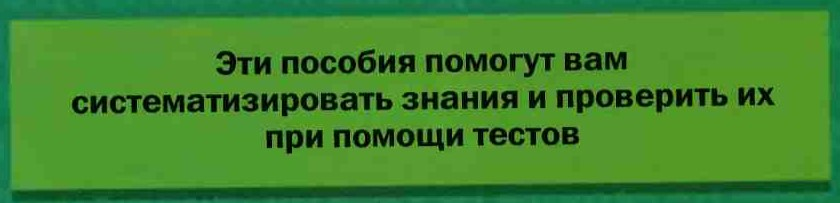 Эти пособия помогут вам
систематизировать знания и проверить их
при помощи тестов